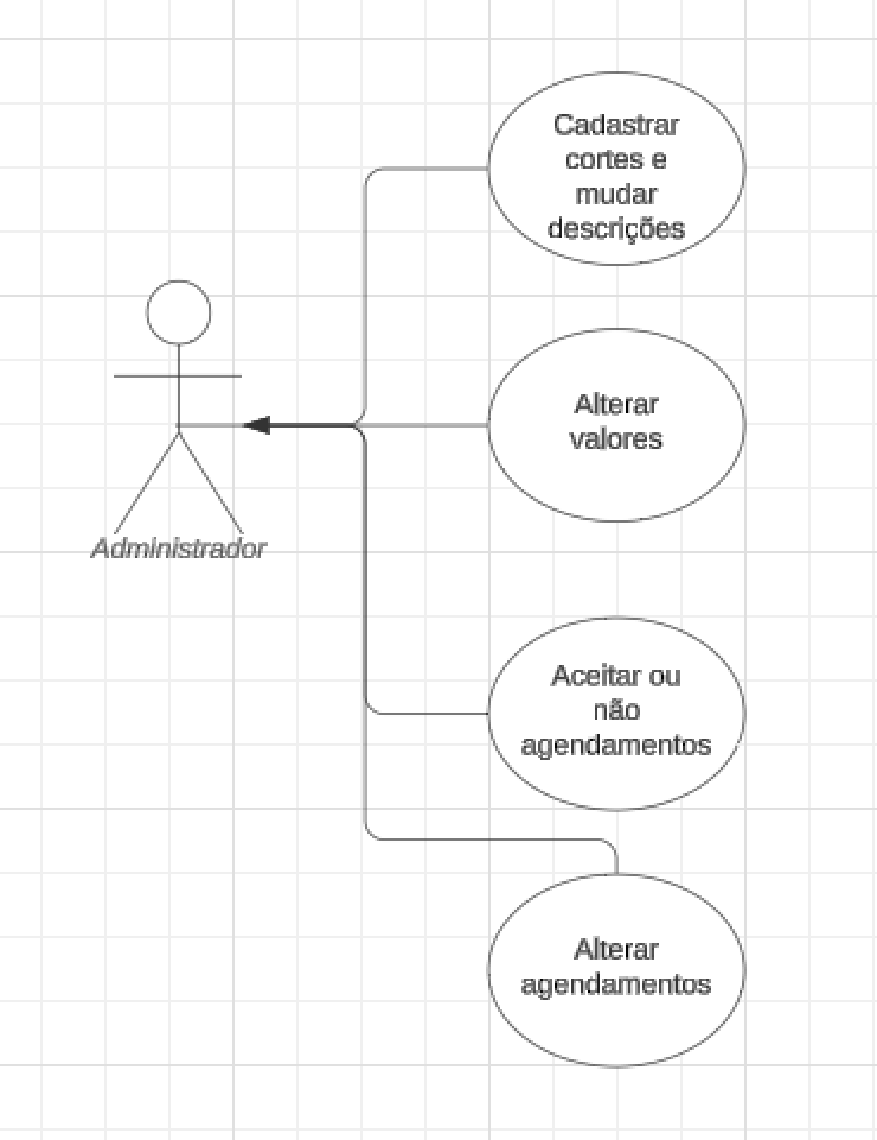 Cadastrar
cortes e
mudar
descrições
Alterar
valores
Administrador
Aceitar ou
não
agendamentos
Alterar
agendamentos